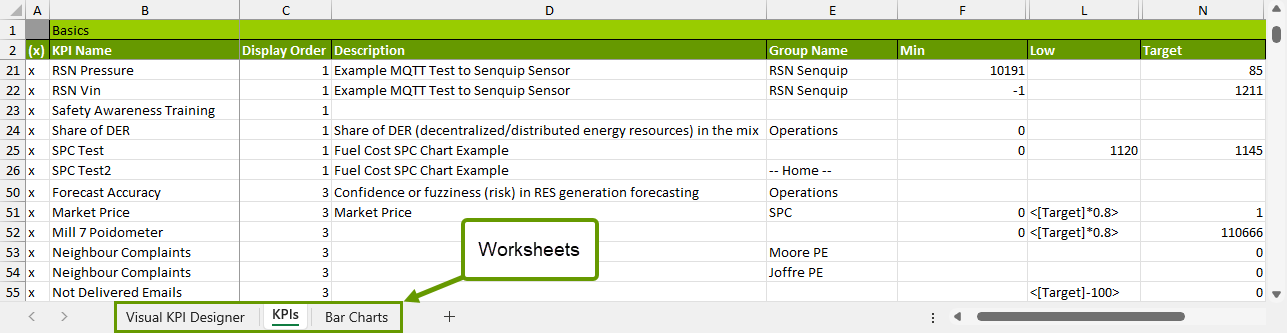 A B C D E F L N
1 Basics
2 (x) KPI Name Display Order Description Group Name Min Low Target
21 x RSN Pressure 1 Example MQTT Test to Senquip Sensor RSN Senquip 10191 85
22 x RSN Vin 1 Example MQTT Test to Senquip Sensor RSN Senquip -1 1211
23 x Safety Awareness Training 1
24 x Share of DER 1 Share of DER (decentralized/distributed energy resources) in the mix Operations 0
25 x SPC Test 1 Fuel Cost SPC Chart Example 0 1120 1145
26 x SPC Test2 1 Fuel Cost SPC Chart Example -- Home --
50 x Forecast Accuracy 3 Confidence or fuzziness (risk) in RES generation forecasting Operations
51 x Market Price 3 Market Price SPC 0 <[Target]*0.8> 1
52 x Mill 7 Poidometer 3 0 <[Target]*0.8> 110666
53 x Neighbour Complaints 3 Moore PE 0
54 x Neighbour Complaints 3 Joffre PE 0
55 x Not Delivered Emails 3 <[Target]-100> 0
Worksheets
Visual KPI Designer KPIs Bar Charts +